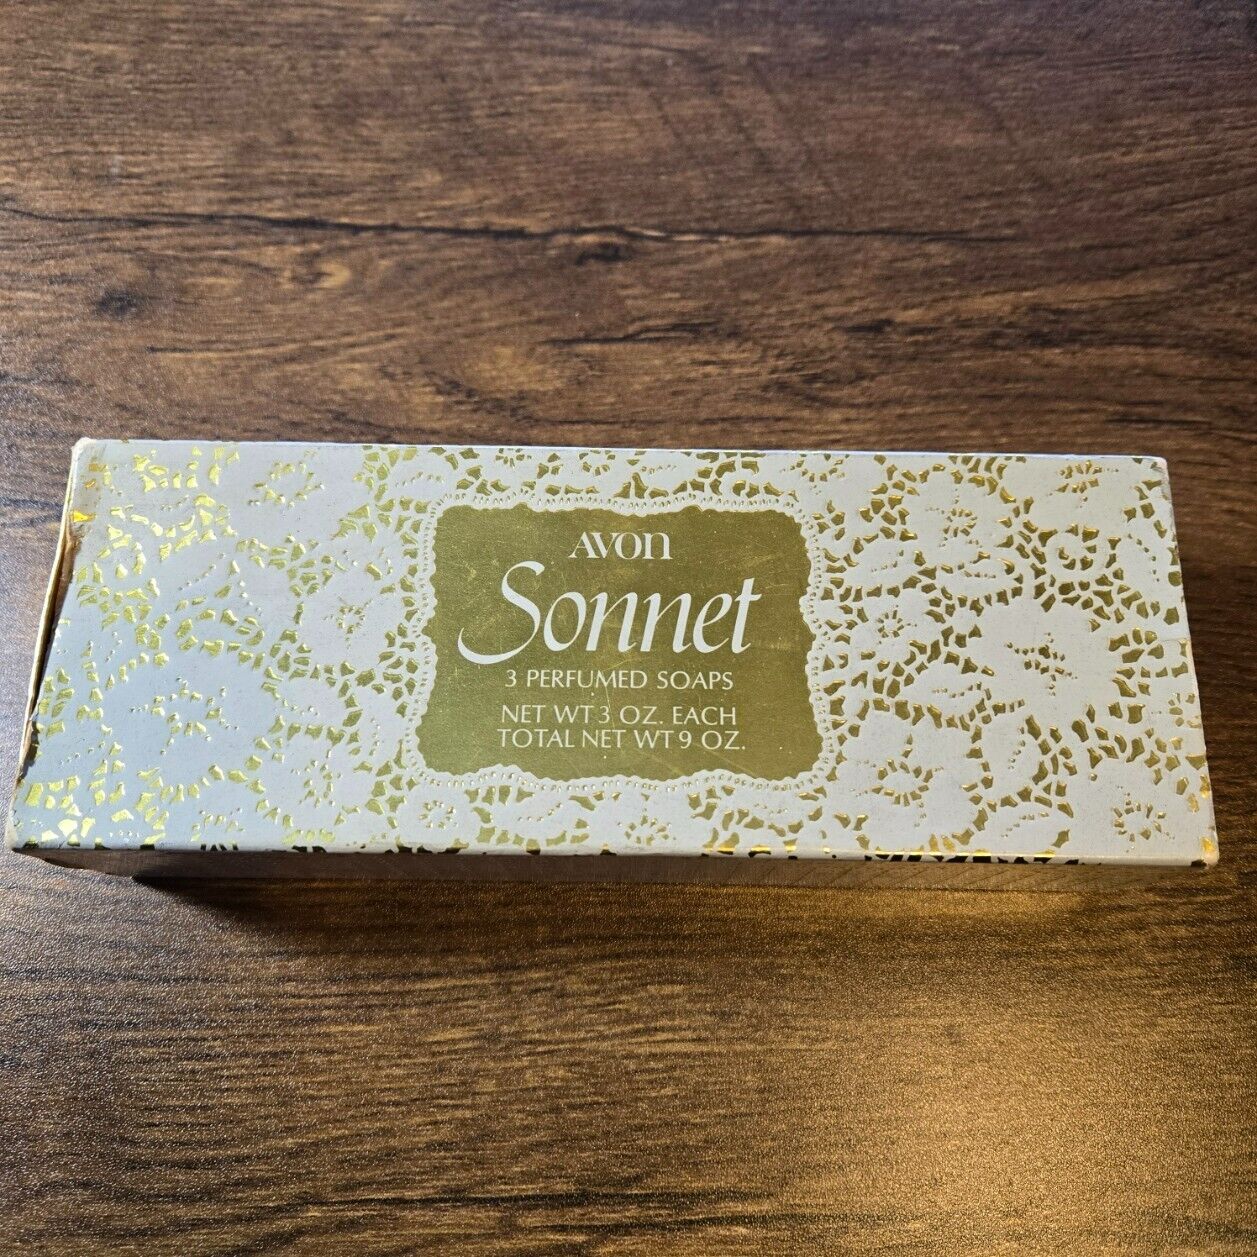 AVON
Sonnet
3 PERFUMED SOAPS
NET WT 3 OZ. EACH
TOTAL NET WT 9 OZ.